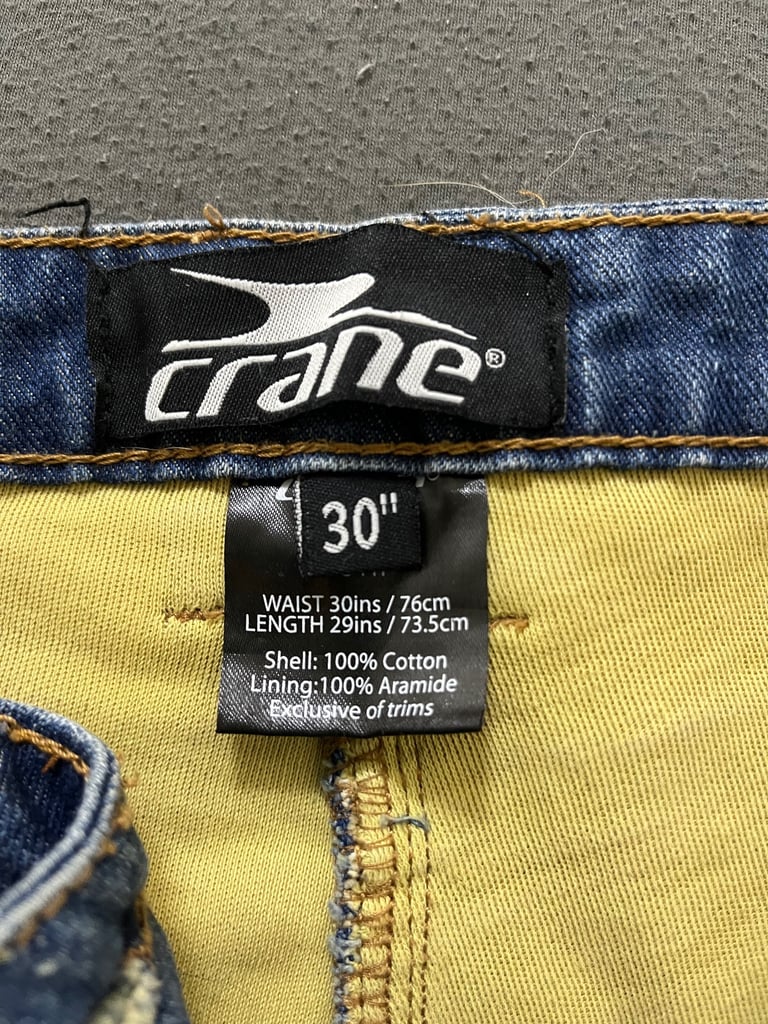 crane®
30"
WAIST 30ins / 76cm
LENGTH 29ins / 73.5cm
Shell: 100% Cotton
Lining:100% Aramide
Exclusive of trims